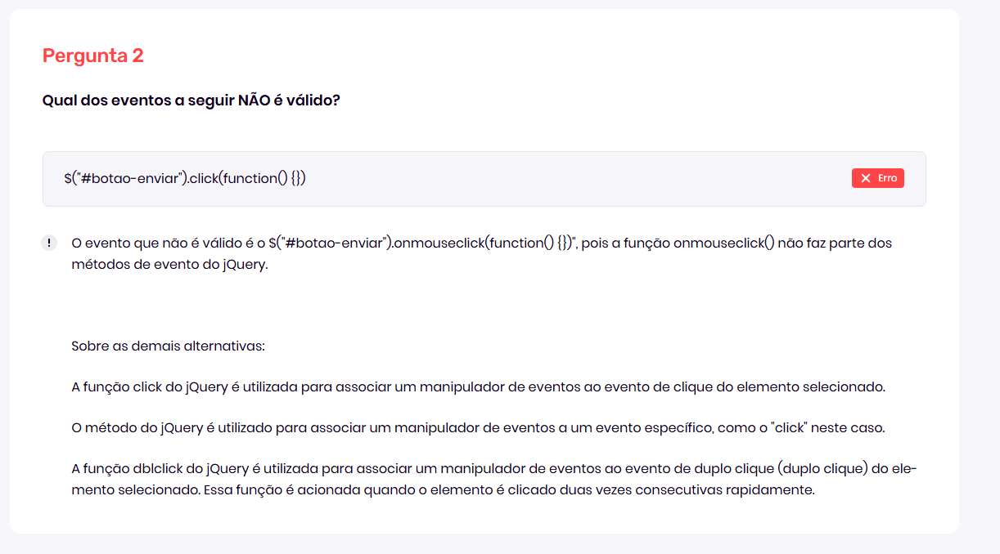 Pergunta 2
Qual dos eventos a seguir NÃO é válido?
$("#botao-enviar").click(function() {})
Erro
! O evento que não é válido é o $("#botao-enviar").onmouseclick(function() {})", pois a função onmouseclick() não faz parte dos
métodos de evento do jQuery.
Sobre as demais alternativas:
A função click do jQuery é utilizada para associar um manipulador de eventos ao evento de clique do elemento selecionado.
O método do jQuery é utilizado para associar um manipulador de eventos a um evento específico, como o "click" neste caso.
A função dblclick do jQuery é utilizada para associar um manipulador de eventos ao evento de duplo clique (duplo clique) do ele-
mento selecionado. Essa função é acionada quando o elemento é clicado duas vezes consecutivas rapidamente.